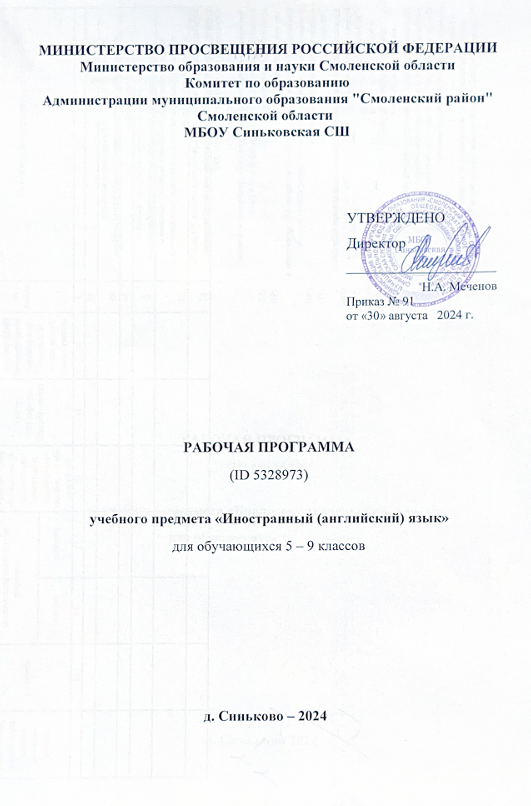 МИНИСТЕРСТВО ПРОСВЕЩЕНИЯ РОССИЙСКОЙ ФЕДЕРАЦИИ
Министерство образования и науки Смоленской области
Комитет по образованию
Администрации муниципального образования "Смоленский район"
Смоленской области
МБОУ Синьковская СШ
УТВЕРЖДЕНО
Директор
Н.А. Меченов
Приказ № 91
от «30» августа 2024 г.
РАБОЧАЯ ПРОГРАММА
(ID 5328973)
учебного предмета «Иностранный (английский) язык»
для обучающихся 5 – 9 классов
д. Синьково – 2024